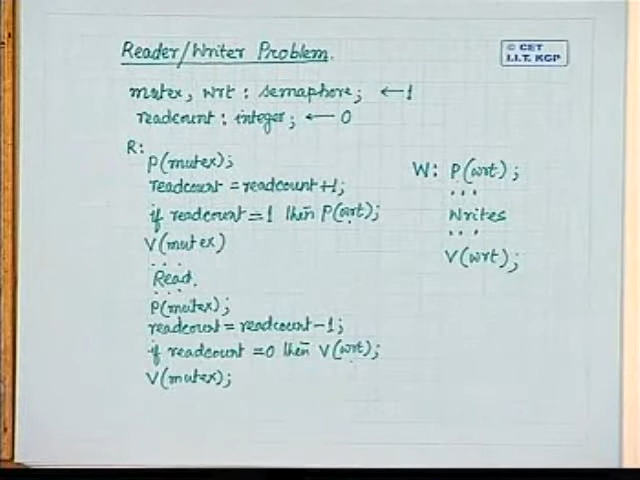 Reader/Writer Problem.
© CET
I.I.T. KGP
mutex, wrt : semaphore; ← 1
readcount : integer; ← 0
R:
P(mutex);
readcount = readcount+1;
if readcount = 1 then P(wrt);
V(mutex)
...
Read.
...
P(mutex);
readcount = readcount-1;
if readcount = 0 then V(wrt);
V(mutex);
W: P(wrt);
...
Writes
...
V(wrt);